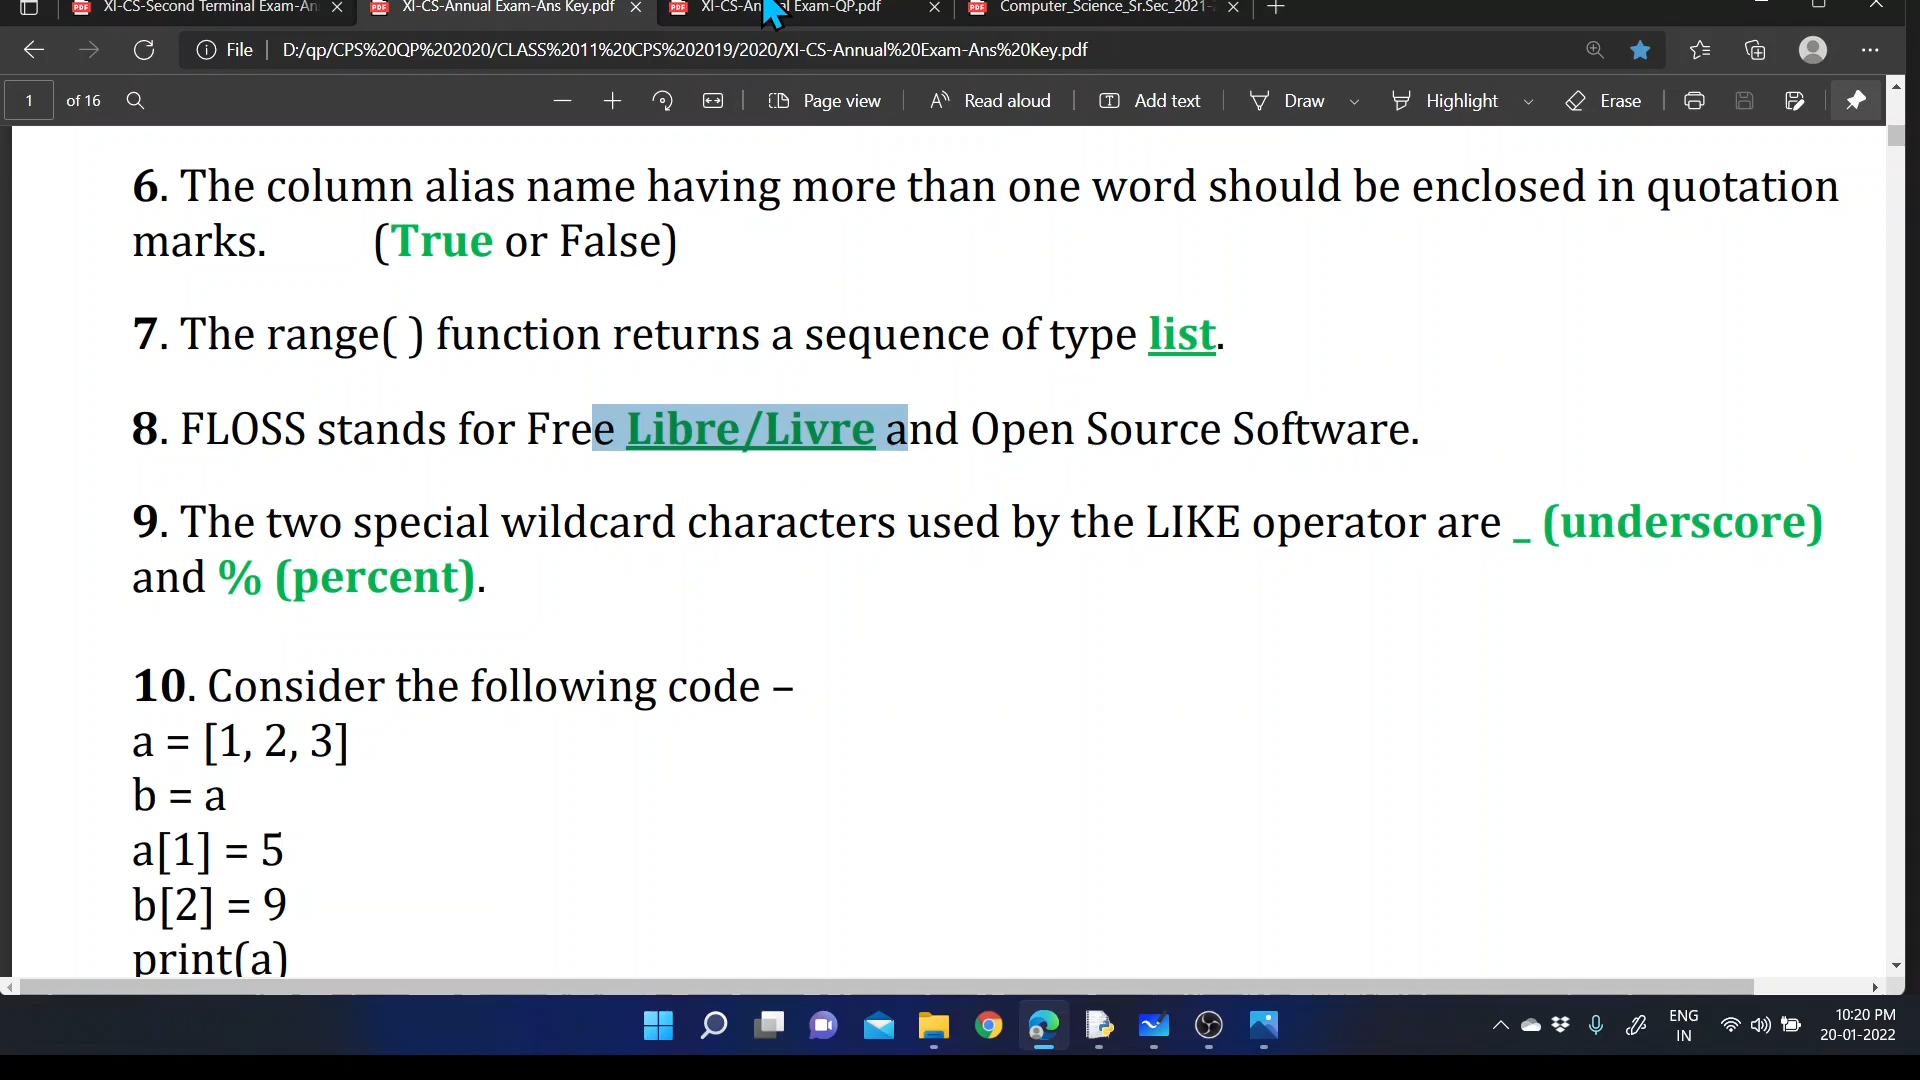 XI-CS-Second Terminal Exam-An
XI-CS-Annual Exam-Ans Key.pdf
XI-CS-An al Exam-QP.pdf
Computer_Science_Sr.Sec_2021-
File D:/qp/CPS%20QP%202020/CLASS%2011%20CPS%202019/2020/XI-CS-Annual%20Exam-Ans%20Key.pdf
1 of 16 Page view Read aloud Add text Draw Highlight Erase
6. The column alias name having more than one word should be enclosed in quotation
marks. (True or False)
7. The range( ) function returns a sequence of type list.
8. FLOSS stands for Free Libre/Livre and Open Source Software.
9. The two special wildcard characters used by the LIKE operator are _ (underscore)
and % (percent).
10. Consider the following code –
a = [1, 2, 3]
b = a
a[1] = 5
b[2] = 9
print(a)
ENG
IN
10:20 PM
20-01-2022